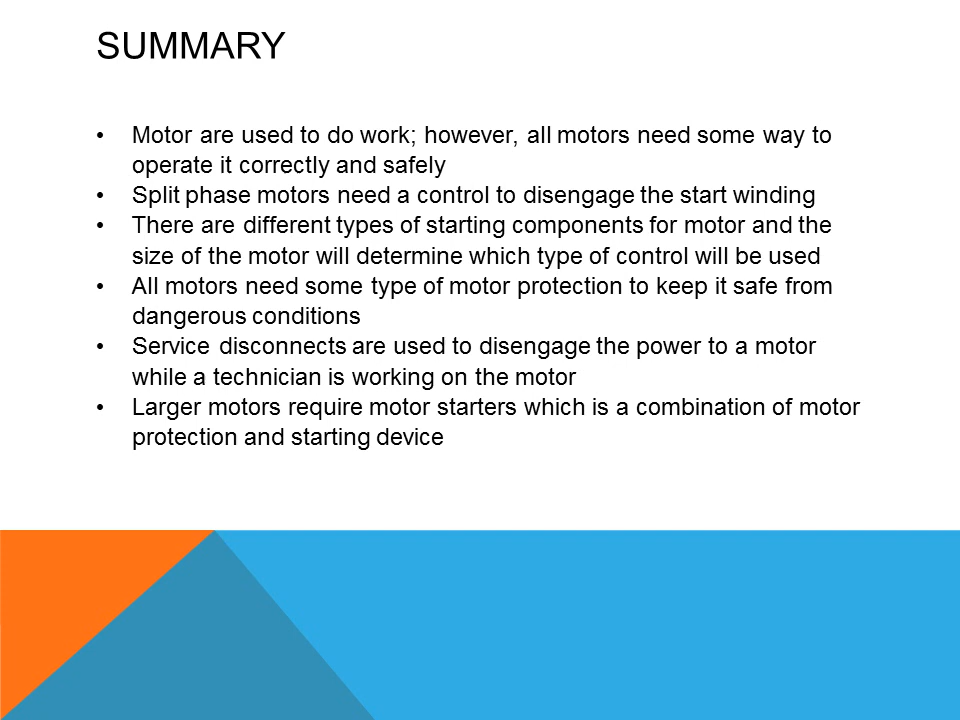 SUMMARY
• Motor are used to do work; however, all motors need some way to
operate it correctly and safely
• Split phase motors need a control to disengage the start winding
• There are different types of starting components for motor and the
size of the motor will determine which type of control will be used
• All motors need some type of motor protection to keep it safe from
dangerous conditions
• Service disconnects are used to disengage the power to a motor
while a technician is working on the motor
• Larger motors require motor starters which is a combination of motor
protection and starting device